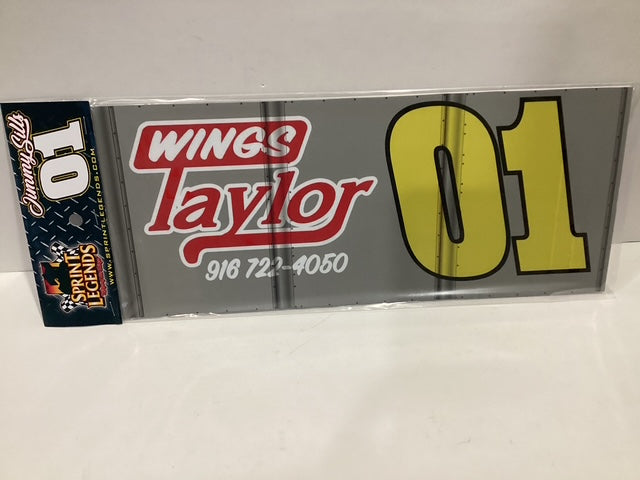 Jimmy Sills
01
WWW.SPRINTLEGENDS.COM
SPRINT
LEGENDS
WINGS
Taylor
916 722-4050
01